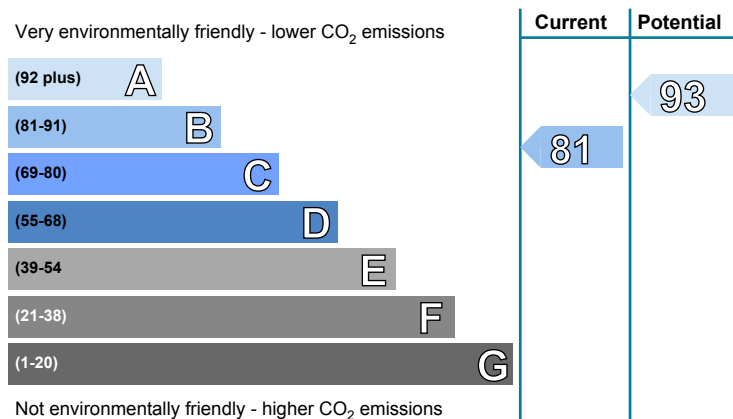 Current Potential
Very environmentally friendly - lower CO2 emissions
(92 plus) A
93
(81-91) B
81
(69-80) C
(55-68) D
(39-54 E
(21-38) F
(1-20) G
Not environmentally friendly - higher CO2 emissions